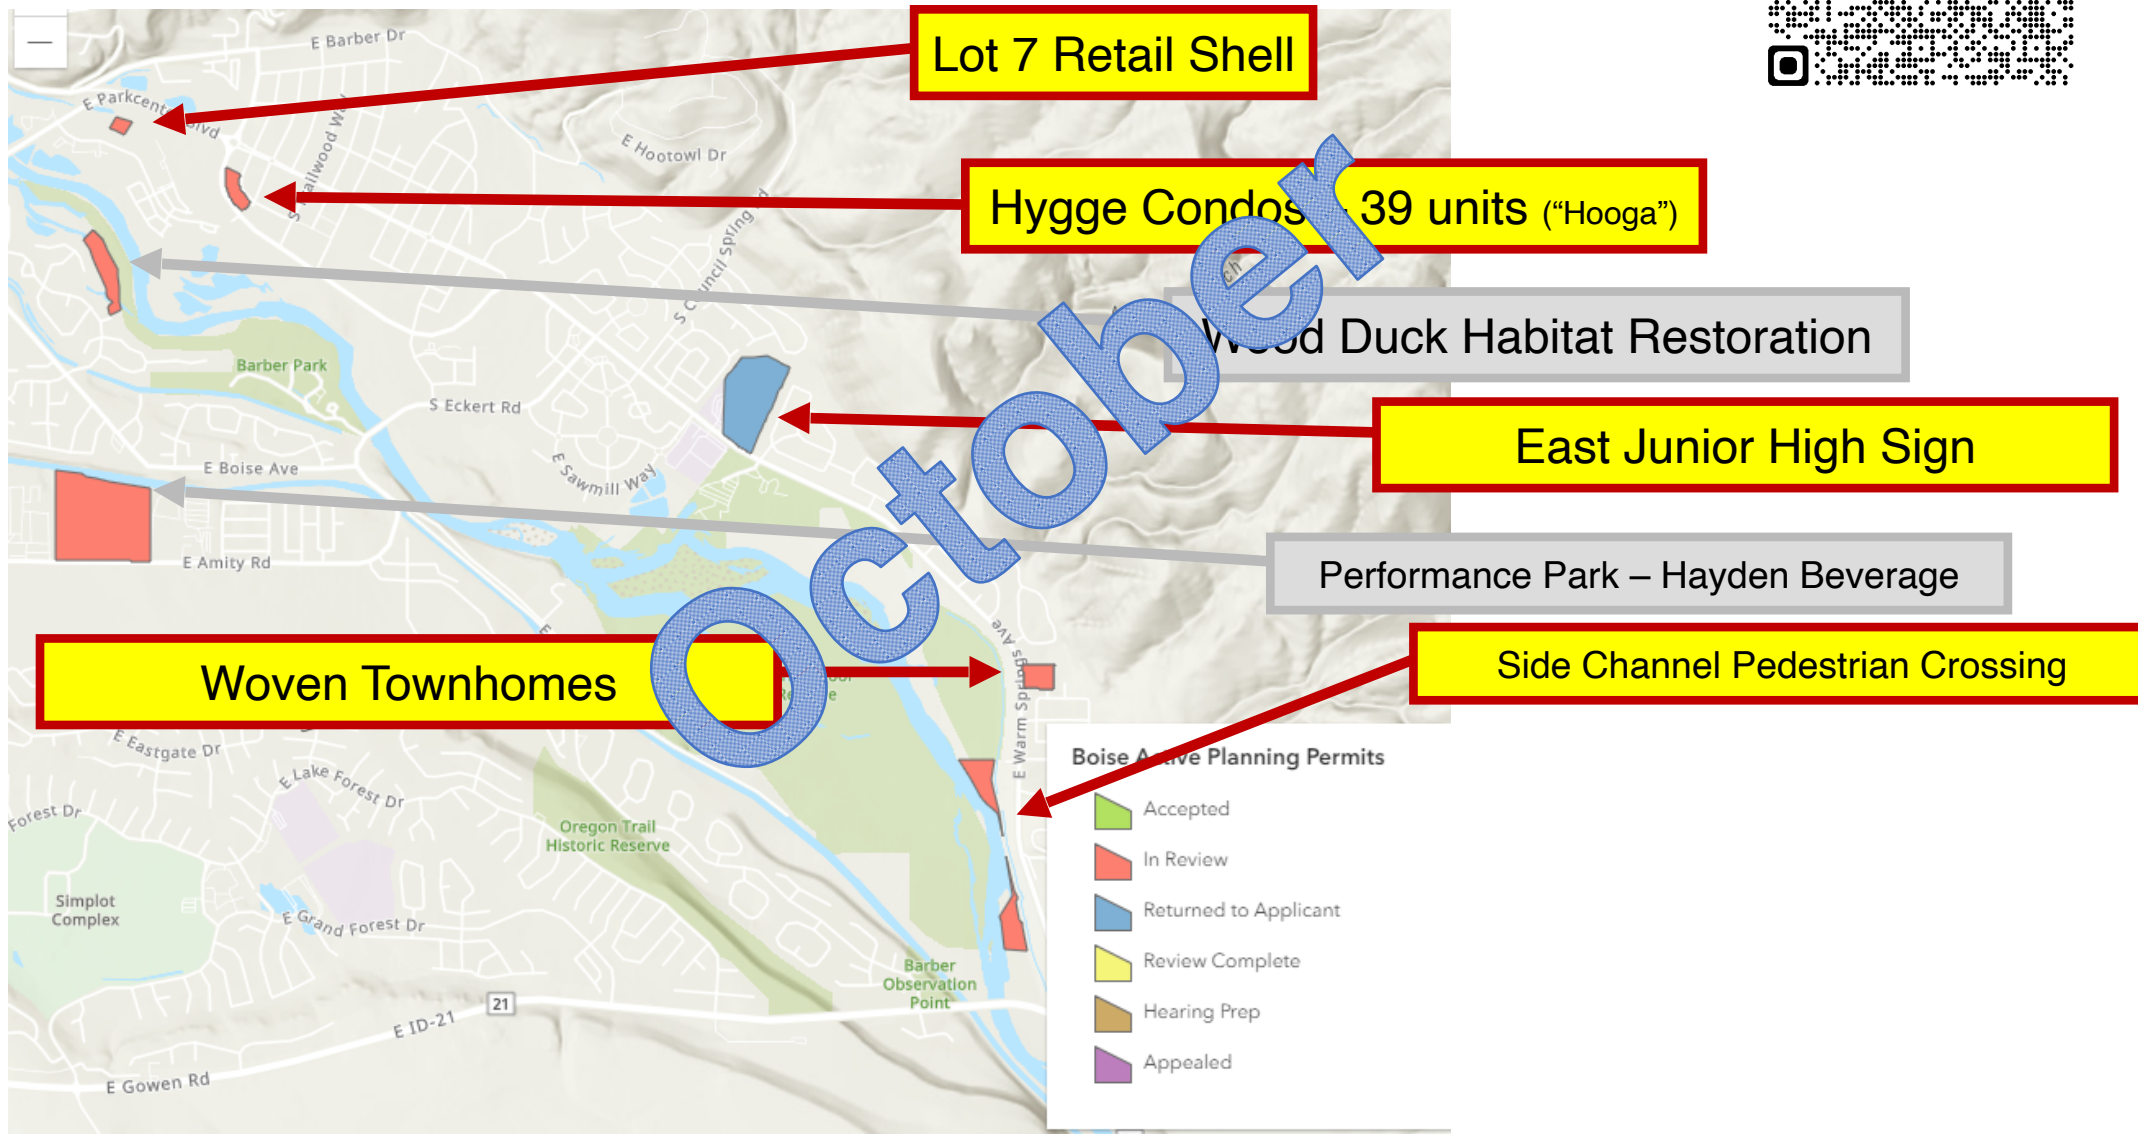 E Barber Dr
Lot 7 Retail Shell
E Parkcenter Blvd
E Hootowl Dr
Hygge Condos - 39 units (“Hooga”)
Wood Duck Habitat Restoration
Barber Park
S Eckert Rd
S Council Spring Rd
East Junior High Sign
E Boise Ave
E Sawmill Way
E Amity Rd
Performance Park – Hayden Beverage
October
Woven Townhomes
Side Channel Pedestrian Crossing
E Warm Springs Ave
E Eastgate Dr
E Lake Forest Dr
Forest Dr
Oregon Trail
Historic Reserve
Simplot
Complex
E Grand Forest Dr
Barber
Observation
Point
21
E ID-21
E Gowen Rd
Boise Active Planning Permits
Accepted
In Review
Returned to Applicant
Review Complete
Hearing Prep
Appealed